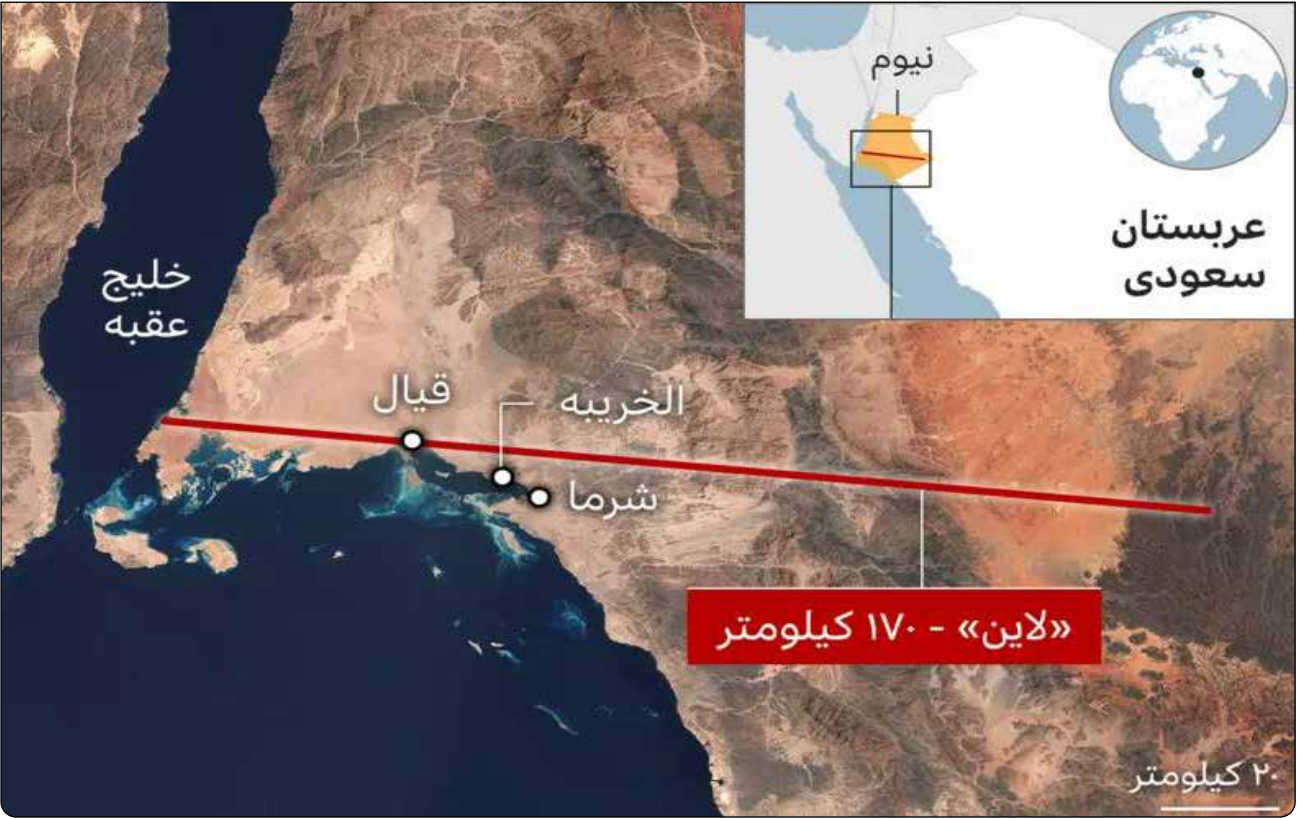 نیوم
عربستان
سعودی
خلیج
عقبه
قیال
الخریبه
شرما
«لاین» - ۱۷۰ کیلومتر
۲۰ کیلومتر